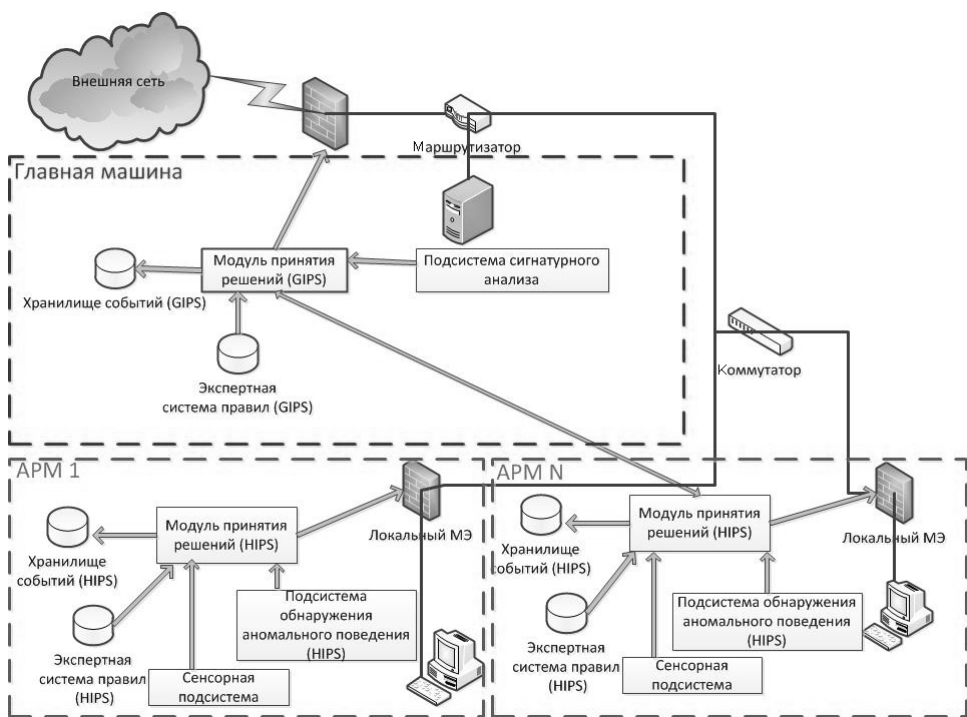 Внешняя сеть
Маршрутизатор
Главная машина
Модуль принятия
решений (GIPS)
Подсистема сигнатурного
анализа
Хранилище событий (GIPS)
Экспертная
система правил (GIPS)
Коммутатор
АРМ 1
Модуль принятия
решений (HIPS)
Локальный МЭ
Хранилище
событий (HIPS)
Подсистема
обнаружения
аномального поведения
(HIPS)
Экспертная
система правил
(HIPS)
Сенсорная
подсистема
АРМ N
Модуль принятия
решений (HIPS)
Локальный МЭ
Хранилище
событий (HIPS)
Подсистема обнаружения
аномального поведения
(HIPS)
Экспертная
система правил
(HIPS)
Сенсорная
подсистема